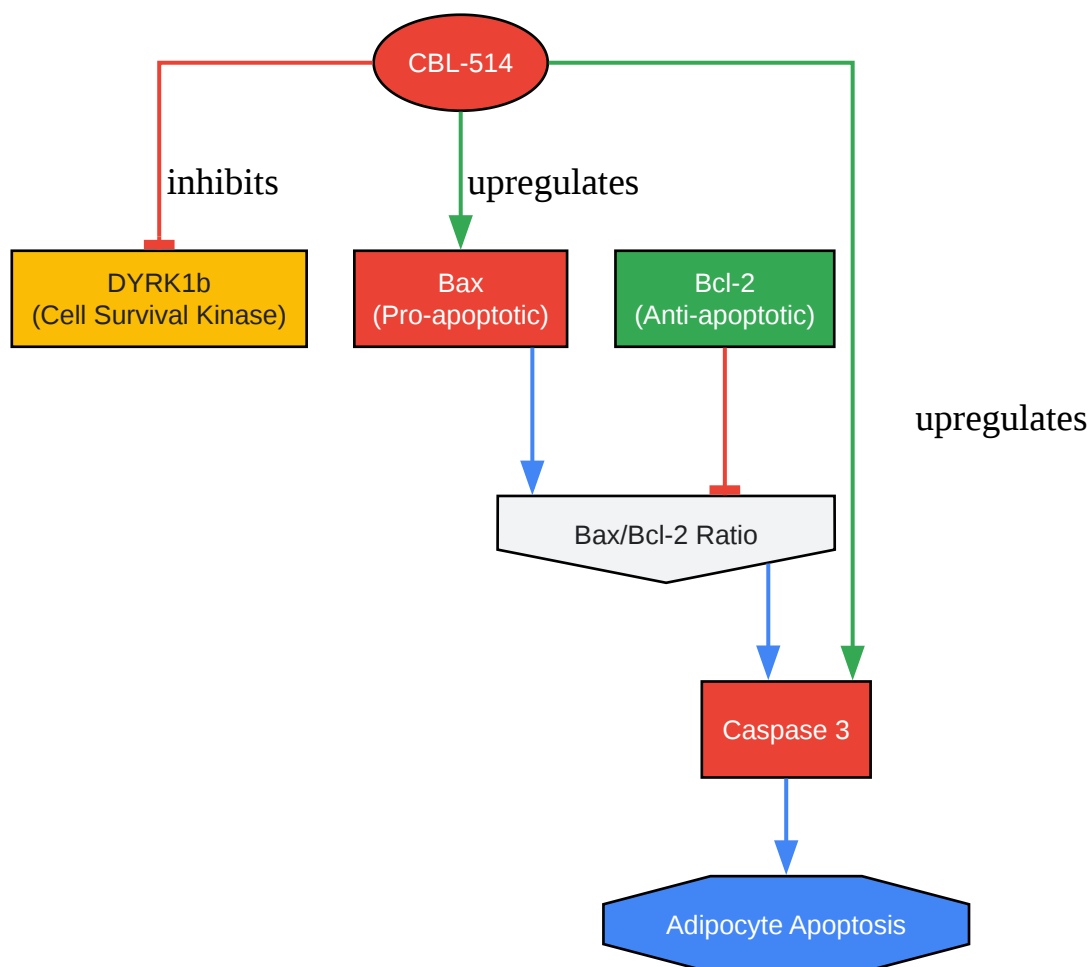 CBL-514
inhibits
upregulates
DYRK1b
(Cell Survival Kinase)
Bax
(Pro-apoptotic)
Bcl-2
(Anti-apoptotic)
upregulates
Bax/Bcl-2 Ratio
Caspase 3
Adipocyte Apoptosis